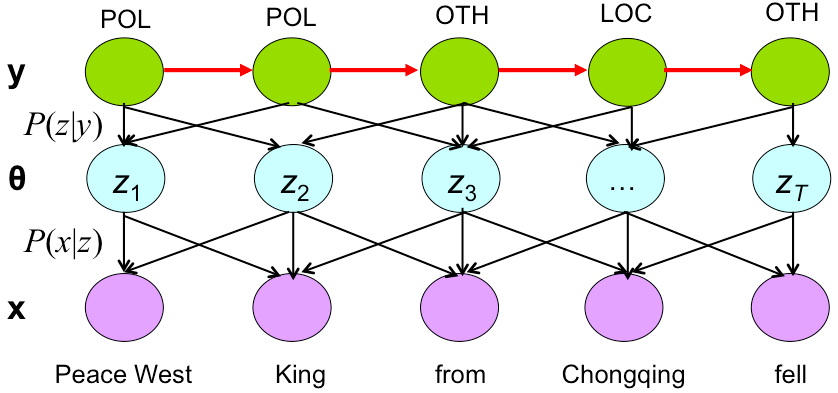 POL POL OTH LOC OTH
y
P(z|y)
θ z1 z2 z3 ... zT
P(x|z)
x
Peace West King from Chongqing fell